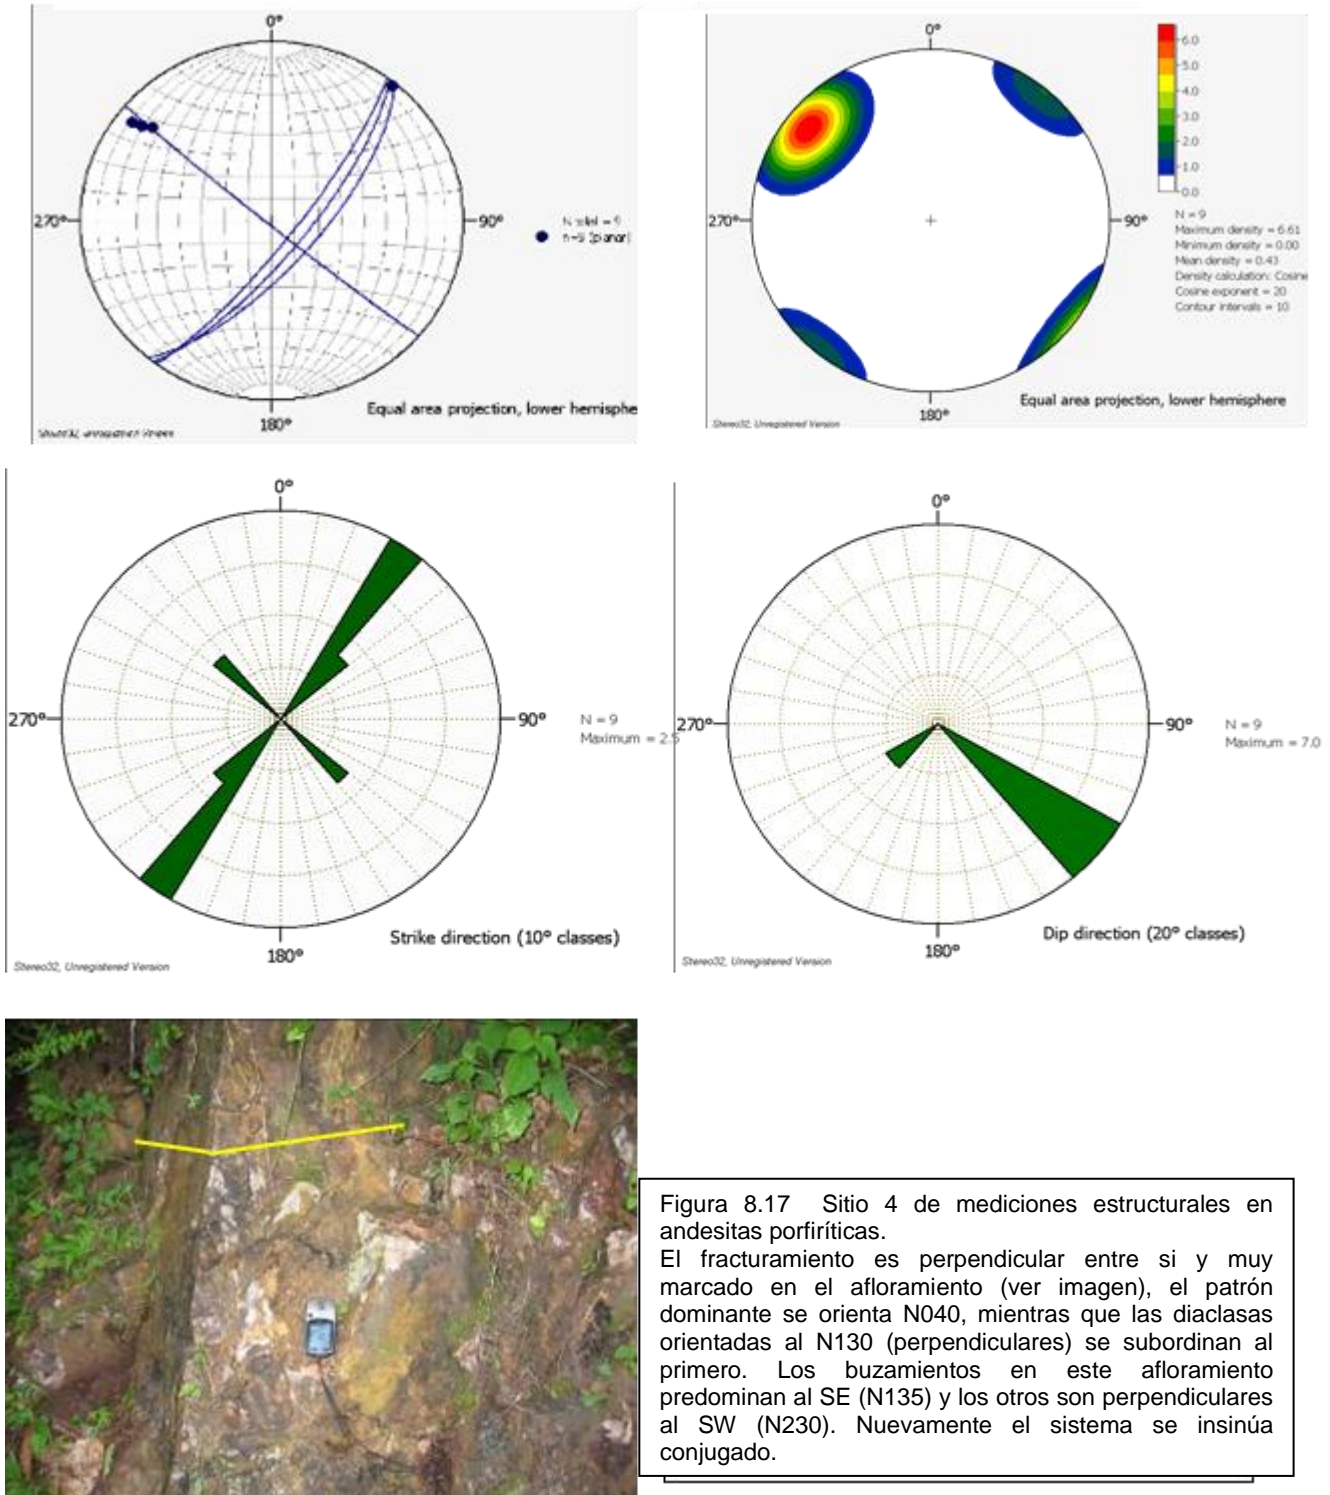 0°
270°
90°
180°
n=9 (planar)
Equal area projection, lower hemisphe
Stereo32, Unregistered Version
0°
270°
90°
180°
6.0
5.0
4.0
3.0
2.0
1.0
0.0
N = 9
Maximum density = 6.61
Minimum density = 0.00
Mean density = 0.43
Density calculation: Cosine
Cosine exponent = 20
Contour intervals = 10
Equal area projection, lower hemisphere
Stereo32, Unregistered Version
0°
270°
90°
180°
N = 9
Maximum = 2.5
Strike direction (10° classes)
Stereo32, Unregistered Version
0°
270°
90°
180°
N = 9
Maximum = 7.0
Dip direction (20° classes)
Stereo32, Unregistered Version
Figura 8.17 Sitio 4 de mediciones estructurales en
andesitas porfiríticas.
El fracturamiento es perpendicular entre si y muy
marcado en el afloramiento (ver imagen), el patrón
dominante se orienta N040, mientras que las diaclasas
orientadas al N130 (perpendiculares) se subordinan al
primero. Los buzamientos en este afloramiento
predominan al SE (N135) y los otros son perpendiculares
al SW (N230). Nuevamente el sistema se insinúa
conjugado.